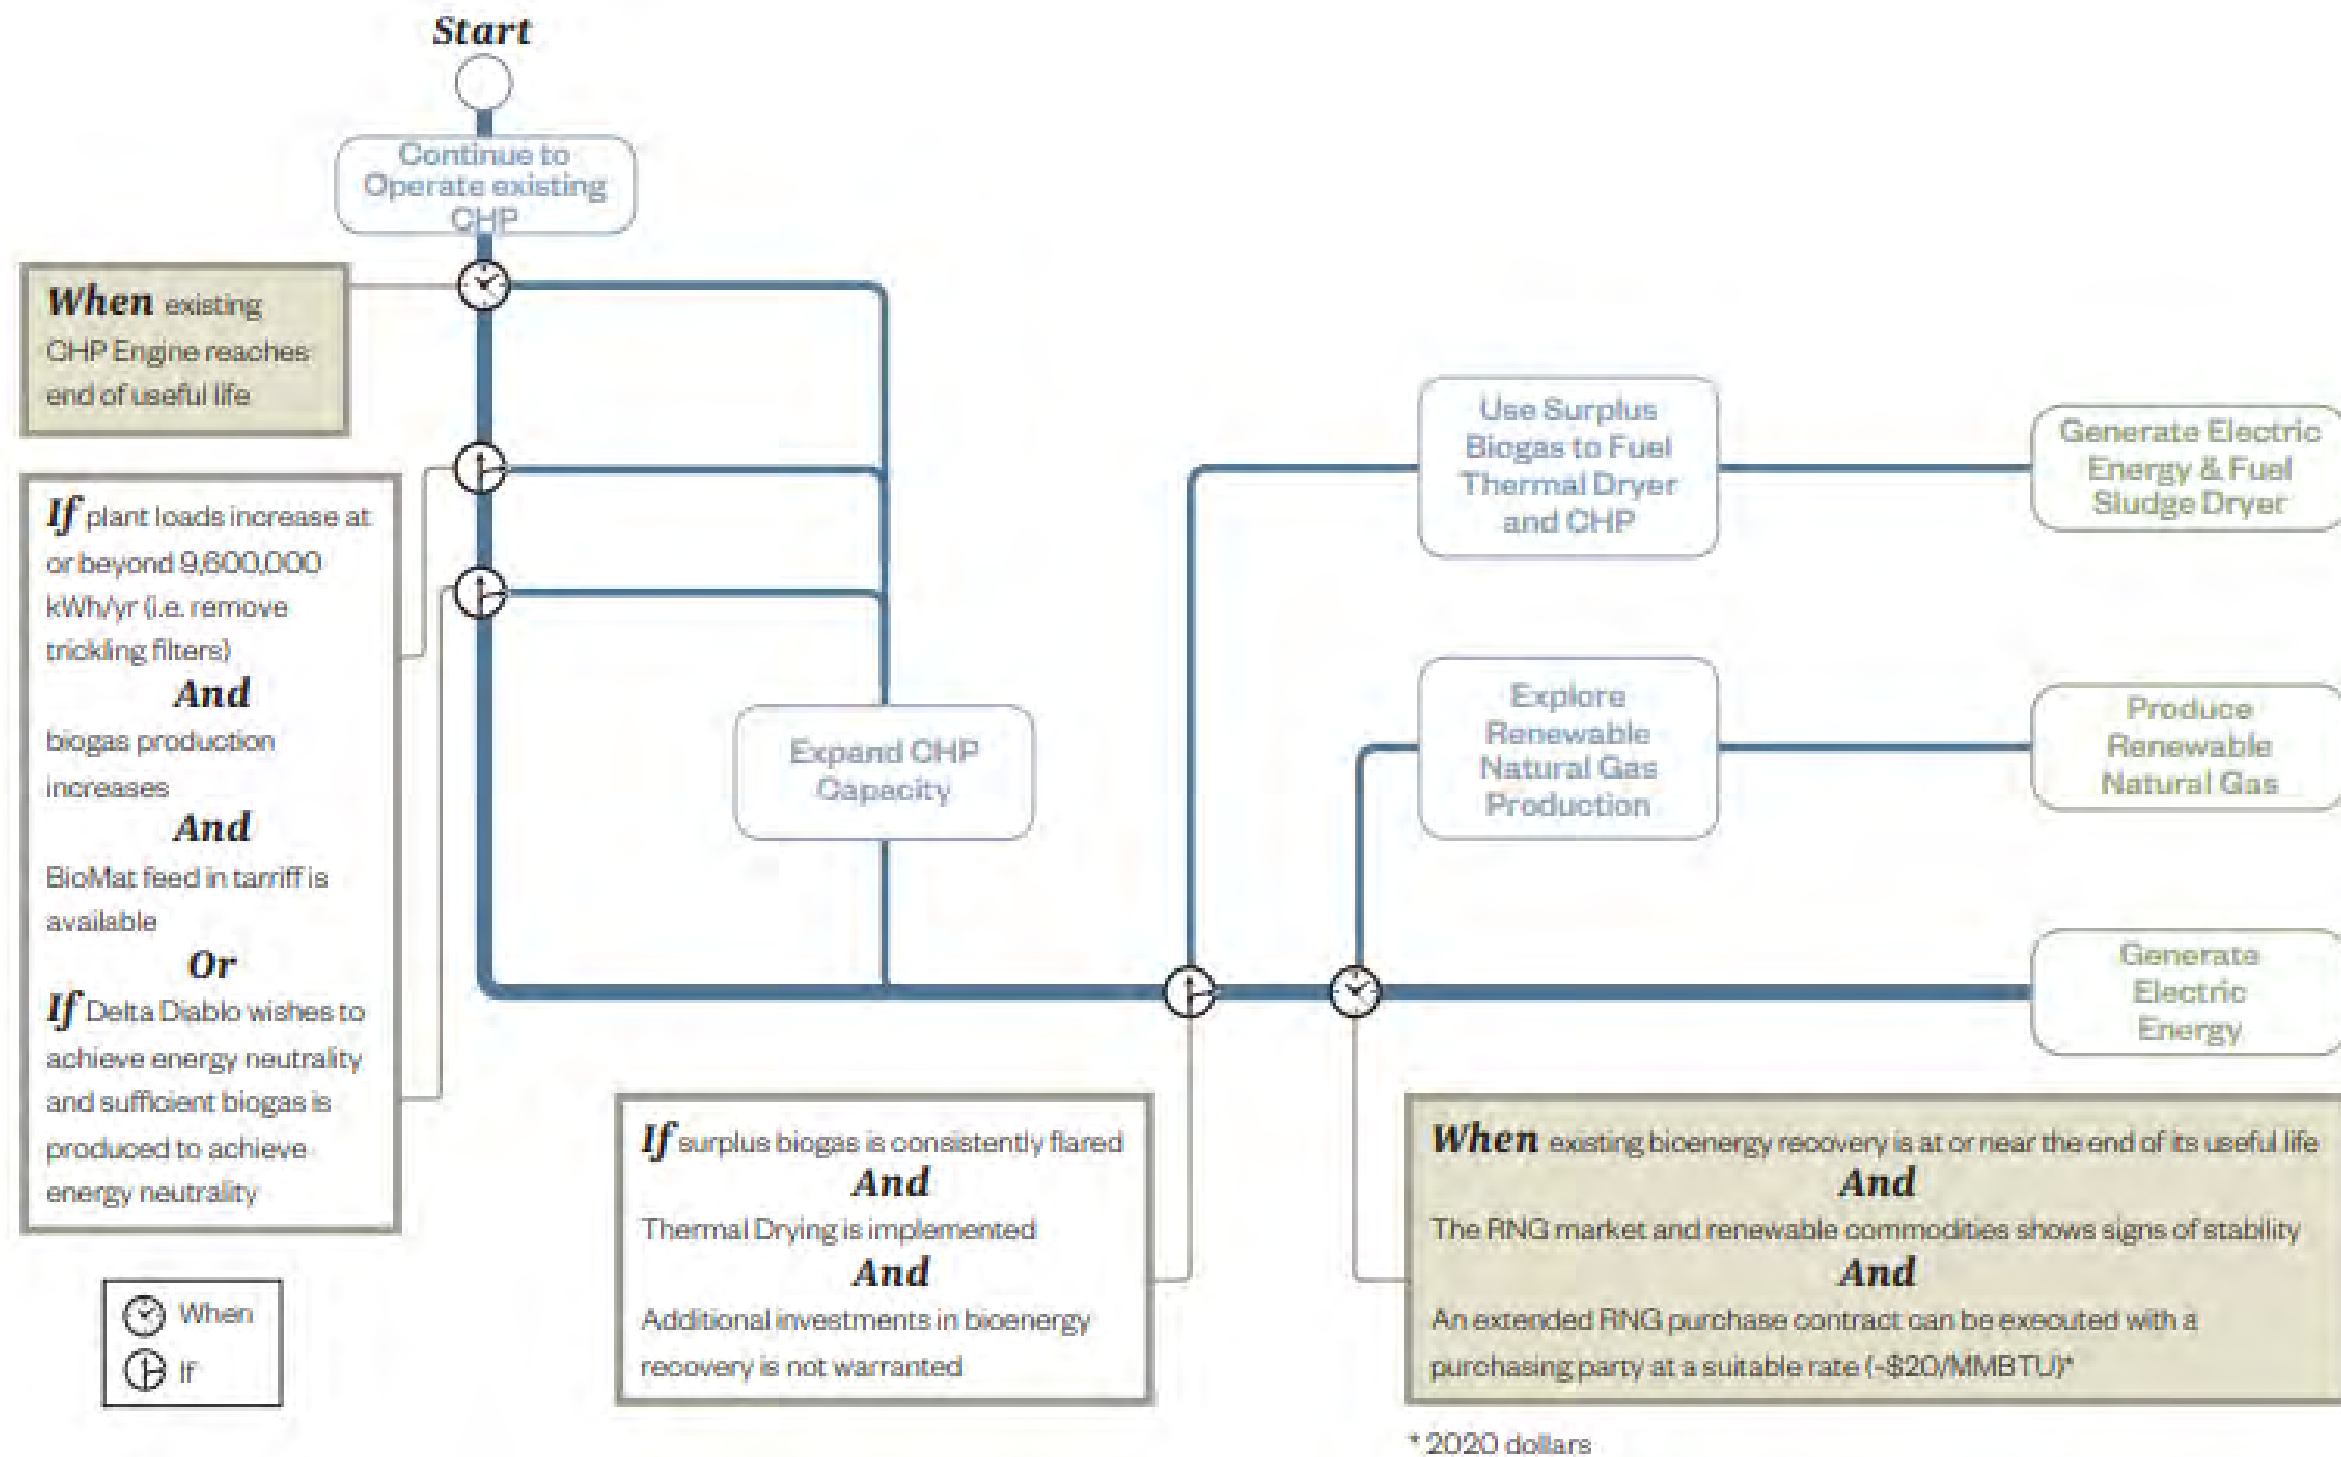 Start
Continue to
Operate existing
CHP
When existing
CHP Engine reaches
end of useful life
If plant loads increase at
or beyond 9,600,000
kWh/yr (i.e. remove
trickling filters)
And
biogas production
increases
And
BioMat feed in tarriff is
available
Or
If Delta Diablo wishes to
achieve energy neutrality
and sufficient biogas is
produced to achieve
energy neutrality
When
If
Expand CHP
Capacity
Use Surplus
Biogas to Fuel
Thermal Dryer
and CHP
Generate Electric
Energy & Fuel
Sludge Dryer
Explore
Renewable
Natural Gas
Production
Produce
Renewable
Natural Gas
Generate
Electric
Energy
If surplus biogas is consistently flared
And
Thermal Drying is implemented
And
Additional investments in bioenergy
recovery is not warranted
When existing bioenergy recovery is at or near the end of its useful life
And
The RNG market and renewable commodities shows signs of stability
And
An extended RNG purchase contract can be executed with a
purchasing party at a suitable rate (~$20/MMBTU)*
* 2020 dollars